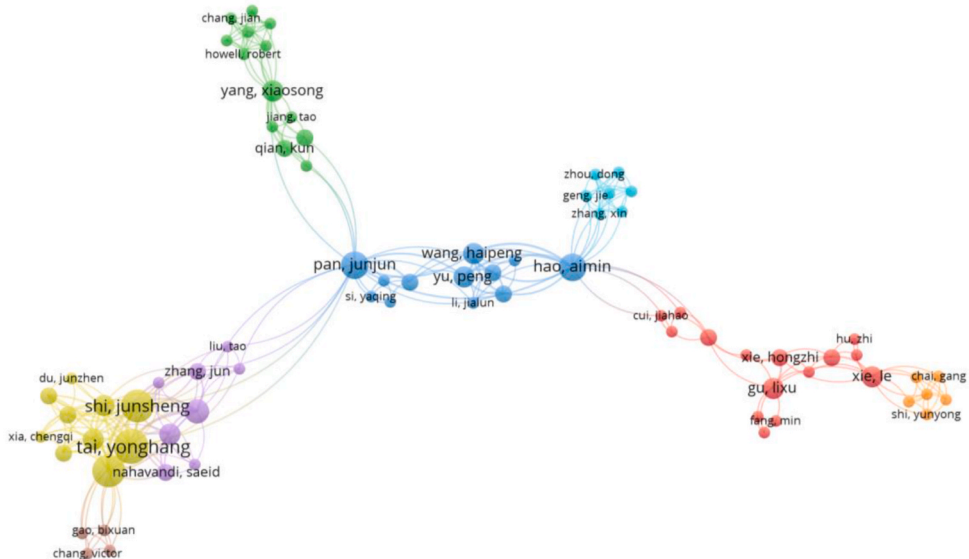 chang, jian
howell, robert
yang, xiaosong
jiang, tao
qian, kun
zhou, dong
geng, jie
zhang, xin
wang, haipeng
pan, junjun
yu, peng
hao, aimin
si, yaqing
li, jialun
cui, jiahao
hu, zhi
liu, tao
xie, hongzhi
zhang, jun
xie, le
chai, gang
du, junzhen
gu, lixu
shi, junsheng
shi, yunyong
fang, min
xia, chengqi
tai, yonghang
nahavandi, saeid
gao, bixuan
chang, victor